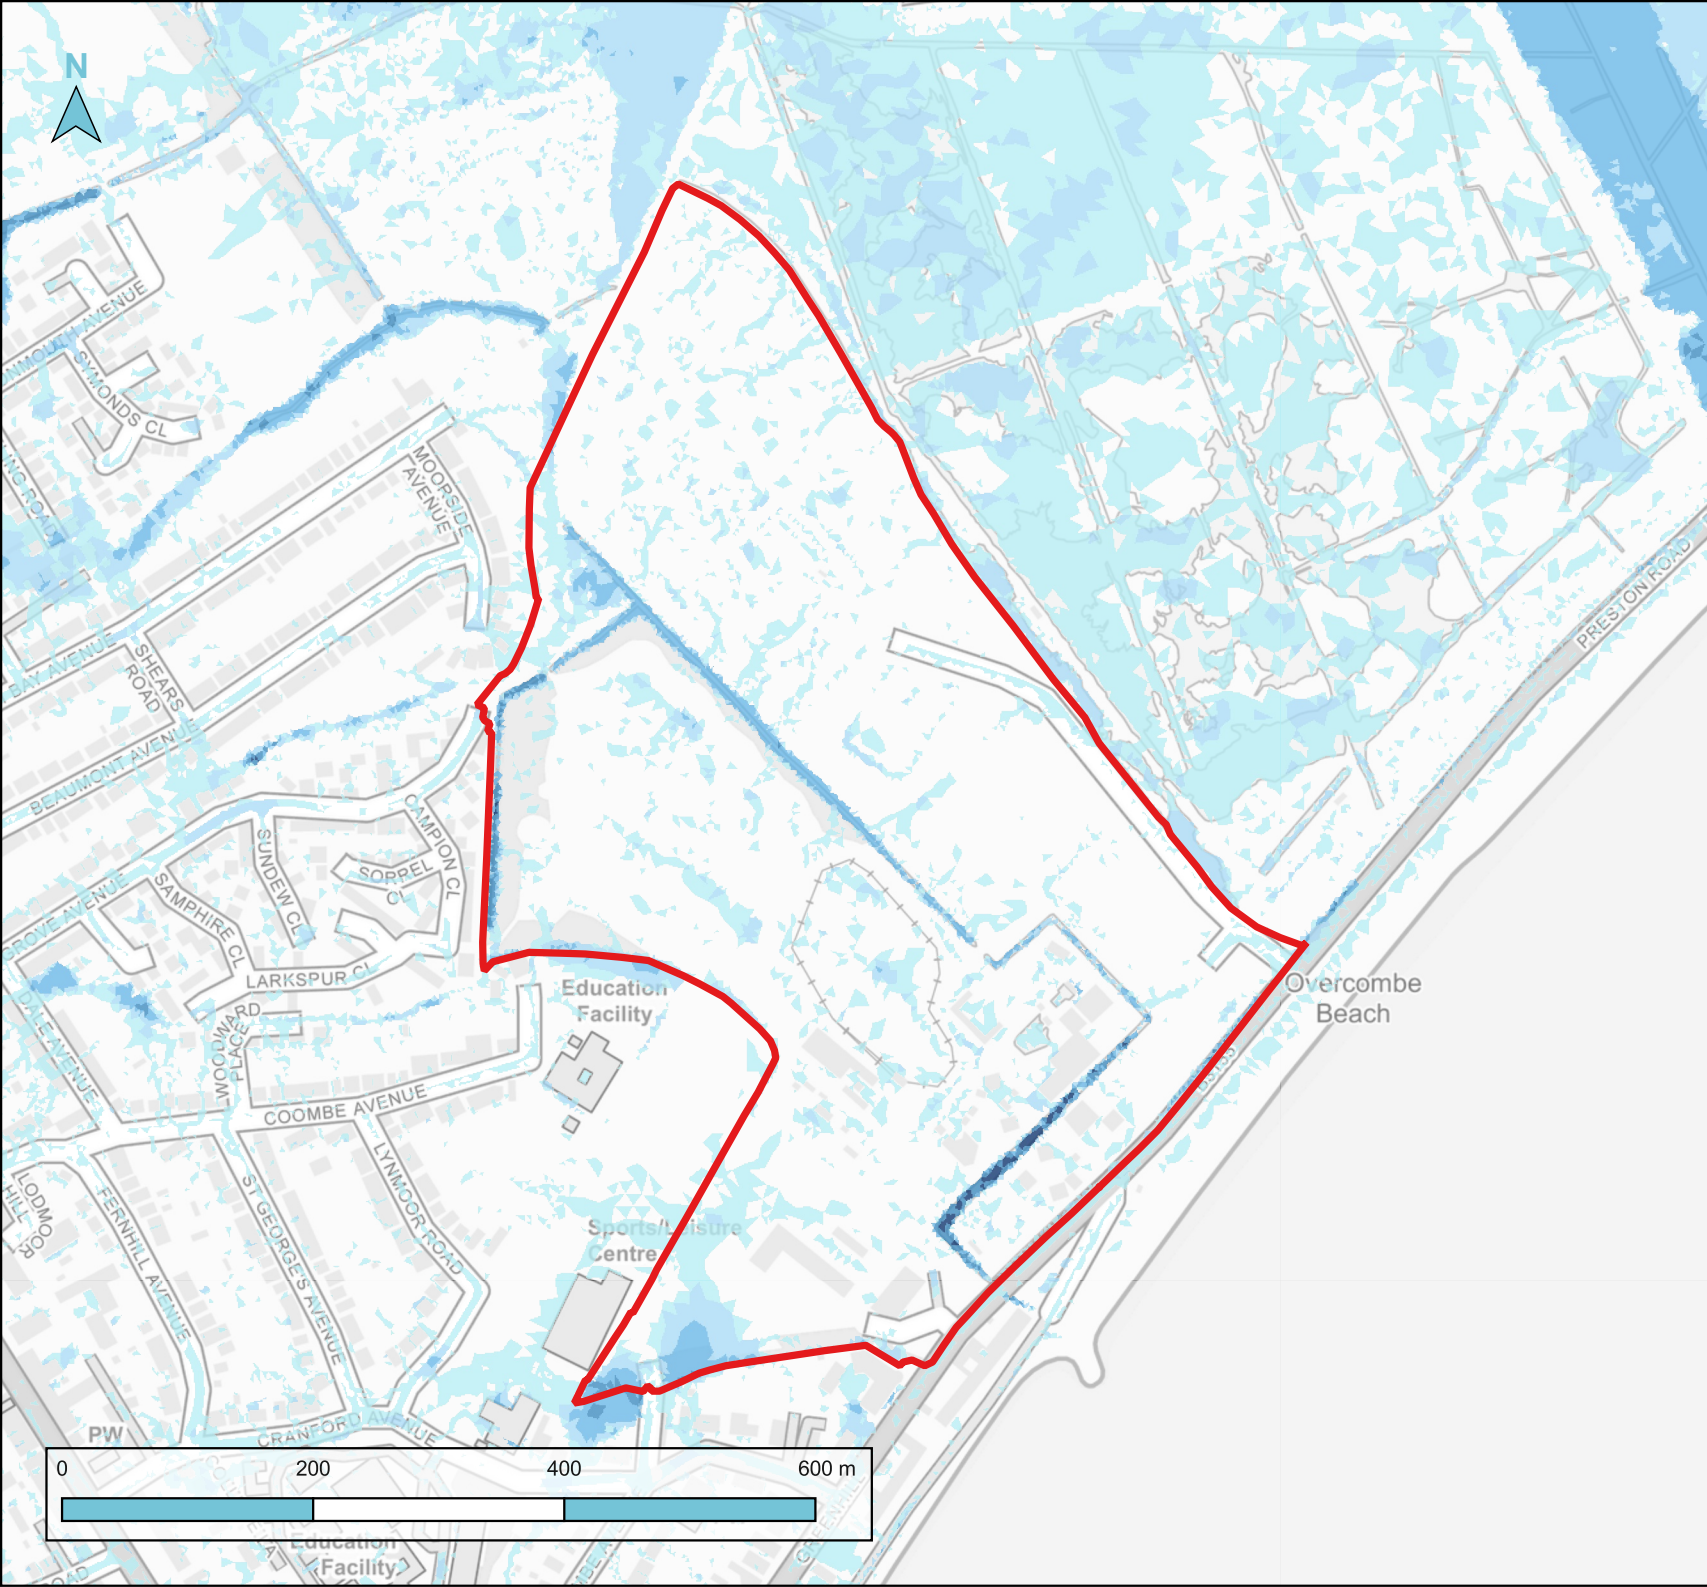 N
SYMONDS CL
MOORSIDE
AVENUE
BAY AVENUE
SHEARS
ROAD
BEAUMONT AVENUE
PRESTON ROAD
CAMPION CL
SORREL
CL
SUNDEW CL
SAMPHIRE CL
GROVE AVENUE
LARKSPUR CL
WOODWARD
PLACE
DALE AVENUE
COOMBE AVENUE
Education
Facility
Overcombe
Beach
LODMOOR
HILL
FERNHILL AVENUE
ST GEORGE'S AVENUE
LYNMOOR ROAD
Sports/Leisure
Centre
PW
CRANFORD AVENUE
0 200 400 600 m
Education
Facility